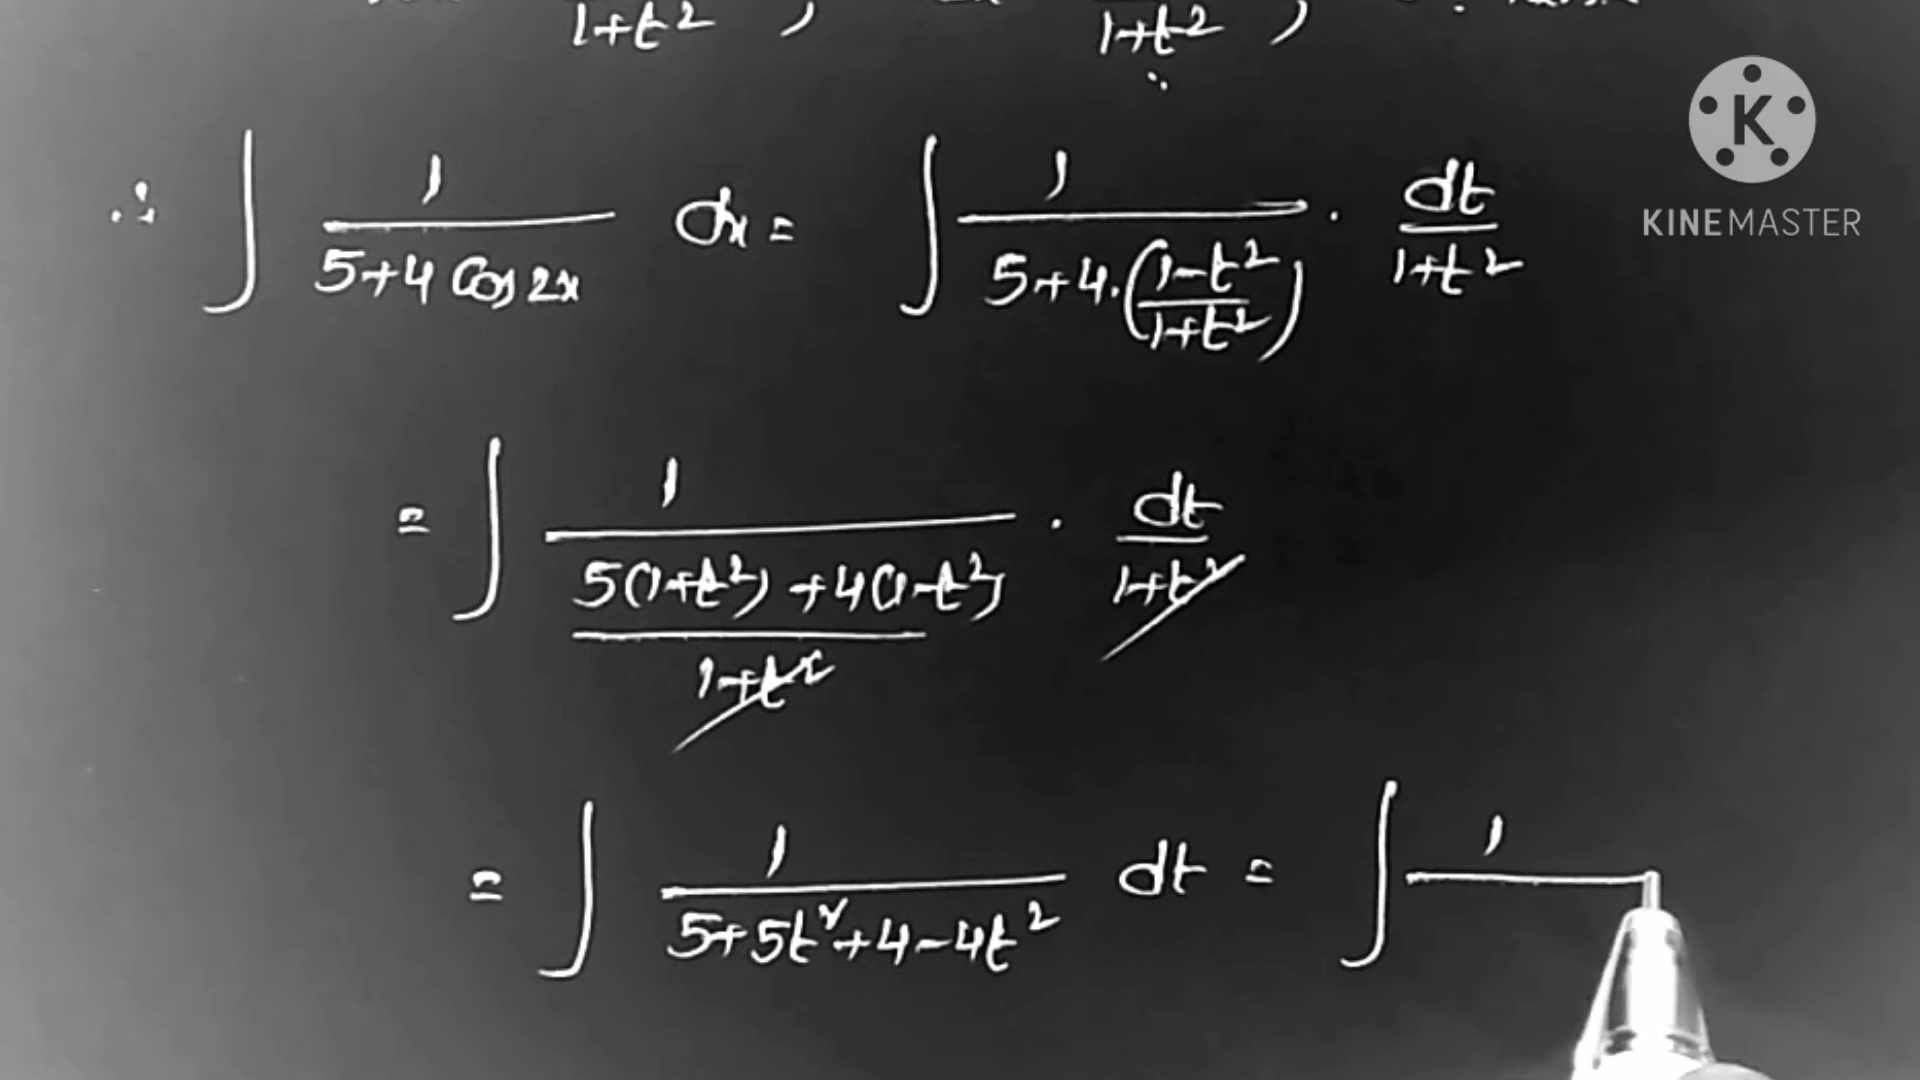 1+t² , 1+t² ,
∴ ∫ 1/(5+4 Cos 2x) dx = ∫ 1/(5+4.((1-t²)/(1+t²))) . dt/(1+t²)
KINEMASTER
= ∫ 1/((5(1+t²)+4(1-t²))/(1+t²)) . dt/(1+t²)
= ∫ 1/(5+5t²+4-4t²) dt = ∫ 1